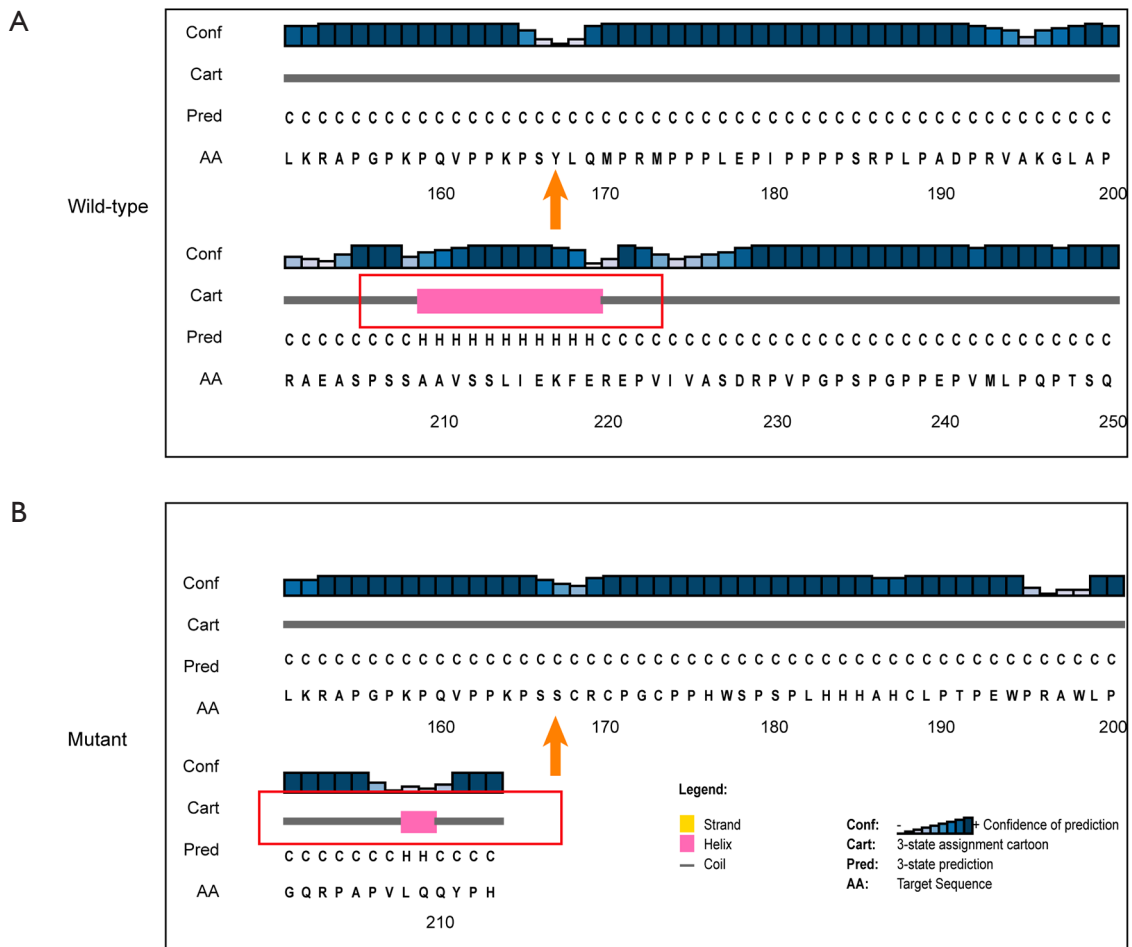 A
Wild-type
Conf
Cart
Pred C C C C C C C C C C C C C C C C C C C C C C C C C C C C C C C C C C C C C C C C C C C C C C C C C C
AA L K R A P G P K P Q V P P K P S Y L Q M P R M P P P L E P I P P P P S R P L P A D P R V A K G L A P
160 170 180 190 200
Conf
Cart
Pred C C C C C C C C H H H H H H H H H H H C C C C C C C C C C C C C C C C C C C C C C C C C C C C C C C
AA R A E A S P S S A A V S S L I E K F E R E P V I V A S D R P V P G P S P G P P E P V M L P Q P T S Q
210 220 230 240 250
B
Mutant
Conf
Cart
Pred C C C C C C C C C C C C C C C C C C C C C C C C C C C C C C C C C C C C C C C C C C C C C C C C C C
AA L K R A P G P K P Q V P P K P S S C R C P G C P P H W S P S P L H H H A H C L P T P E W P R A W L P
160 170 180 190 200
Conf
Cart
Pred C C C C C C C H H C C C C
AA G Q R P A P V L Q Q Y P H
210
Legend:
Strand
Helix
Coil
Conf: - + Confidence of prediction
Cart: 3-state assignment cartoon
Pred: 3-state prediction
AA: Target Sequence